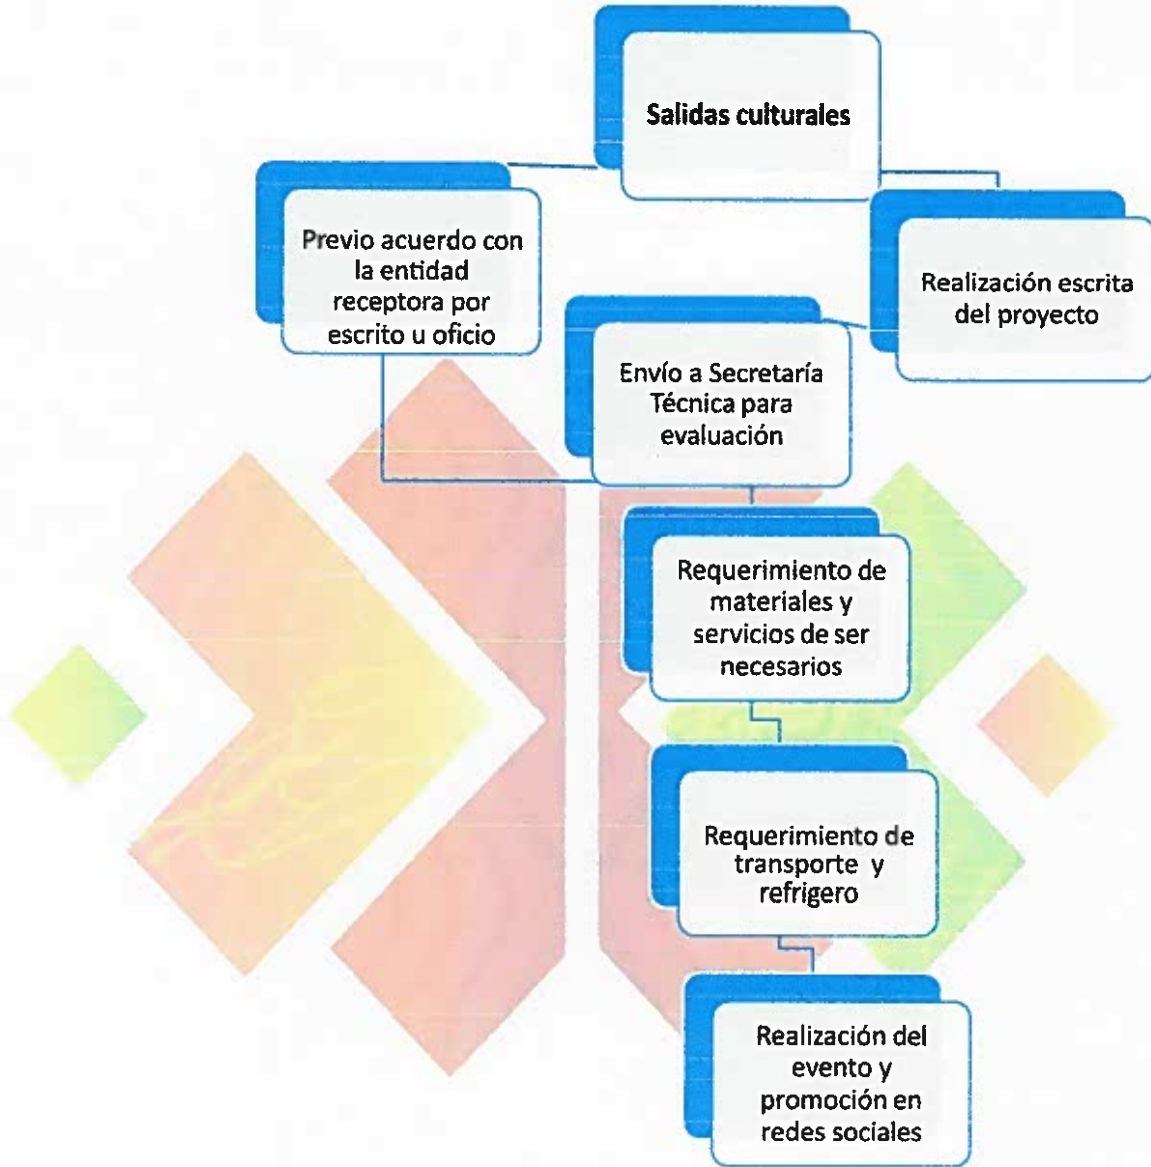 Salidas culturales
Previo acuerdo con
la entidad
receptora por
escrito u oficio
Realización escrita
del proyecto
Envío a Secretaría
Técnica para
evaluación
Requerimiento de
materiales y
servicios de ser
necesarios
Requerimiento de
transporte y
refrigero
Realización del
evento y
promoción en
redes sociales